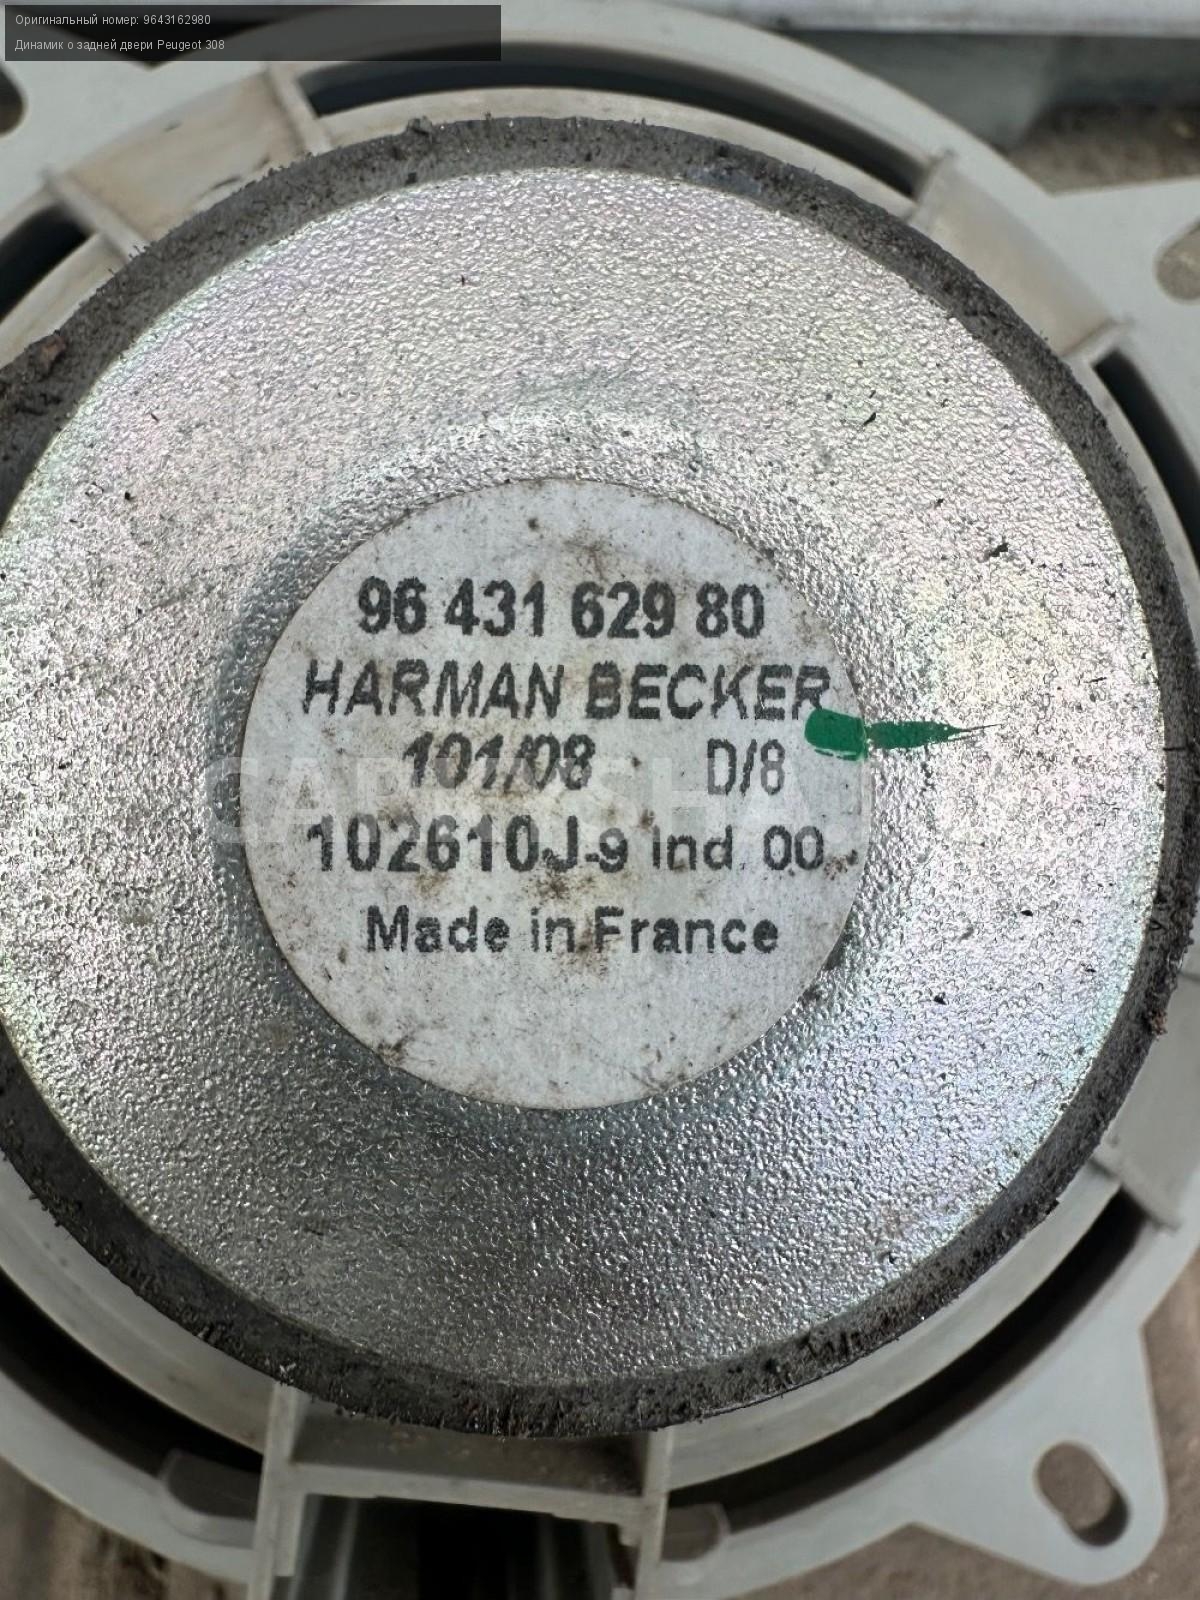 Оригинальный номер: 9643162980
Динамик о задней двери Peugeot 308
96 431 629 80
HARMAN BECKER
101/08 D/8
102610J-9 Ind 00
Made in France